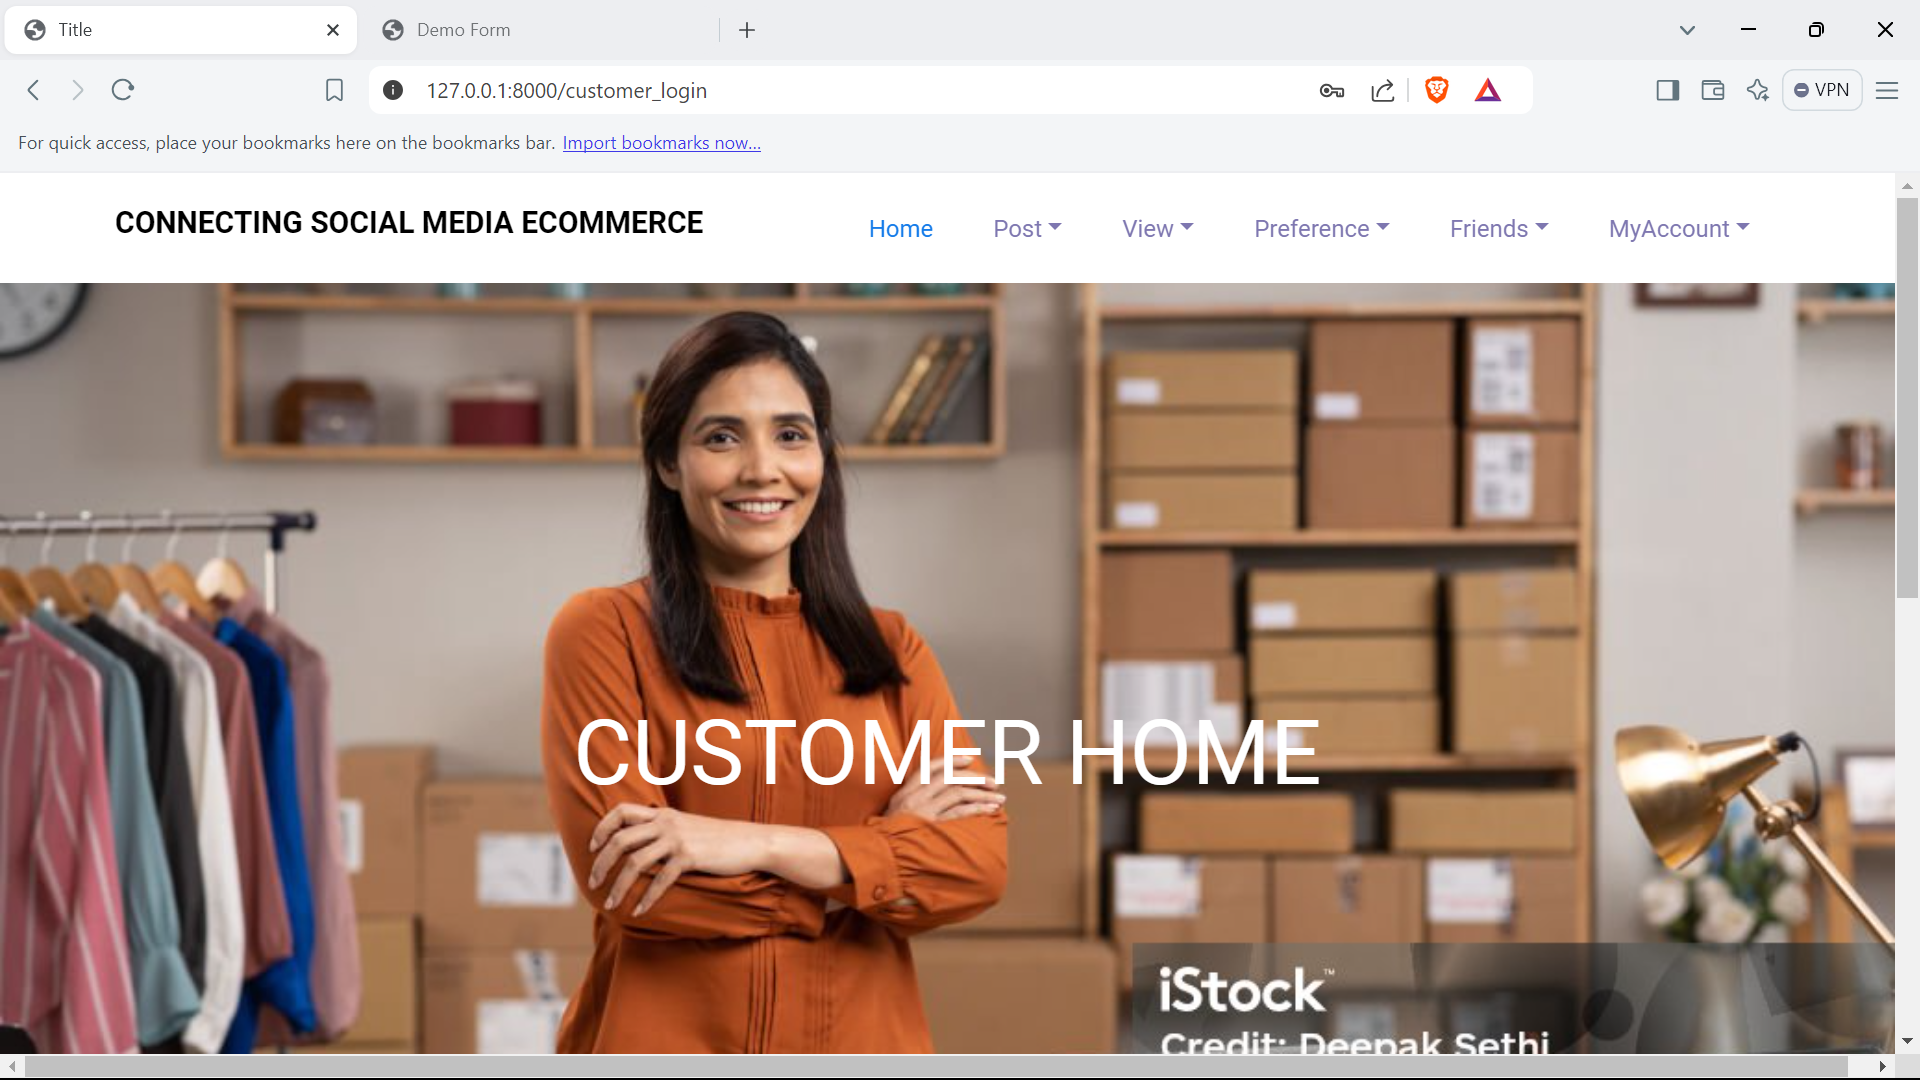 Title
Demo Form
127.0.0.1:8000/customer_login
VPN
For quick access, place your bookmarks here on the bookmarks bar. Import bookmarks now...
CONNECTING SOCIAL MEDIA ECOMMERCE
Home
Post
View
Preference
Friends
MyAccount
CUSTOMER HOME
iStock™
Credit: Deepak Sethi